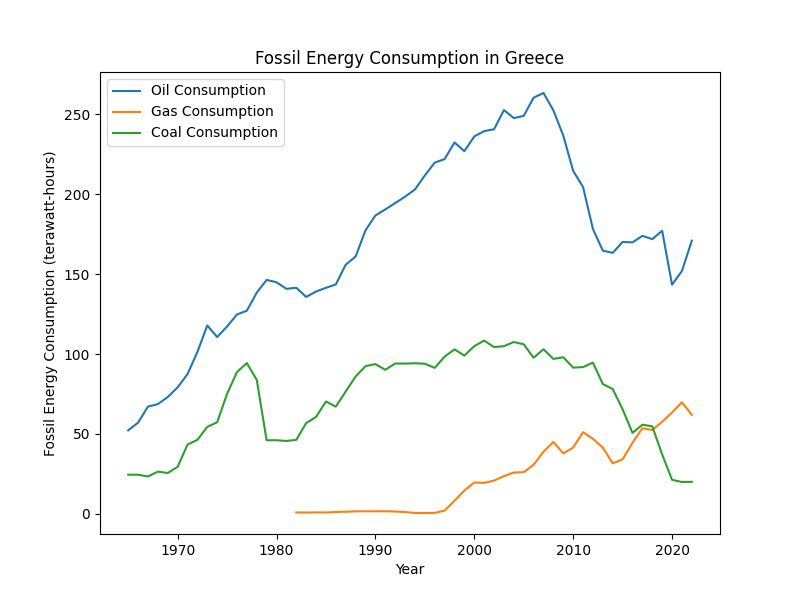 Fossil Energy Consumption in Greece
Oil Consumption
Gas Consumption
Coal Consumption
Fossil Energy Consumption (terawatt-hours)
250
200
150
100
50
0
1970 1980 1990 2000 2010 2020
Year